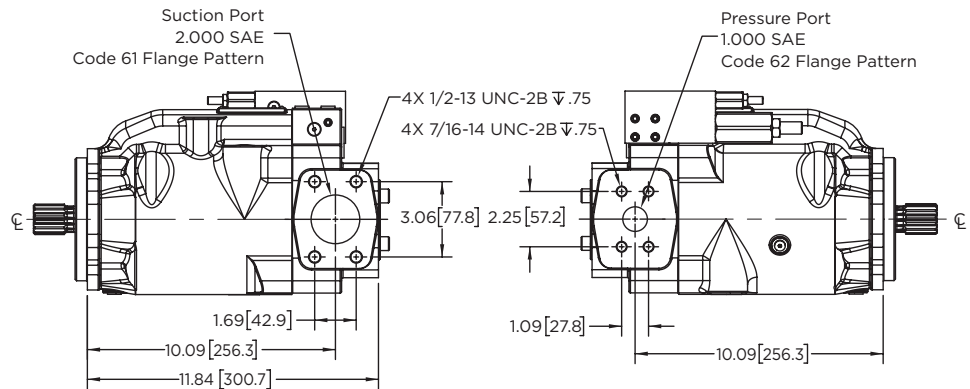 Suction Port
2.000 SAE
Code 61 Flange Pattern
Pressure Port
1.000 SAE
Code 62 Flange Pattern
4X 1/2-13 UNC-2B ↧ .75
4X 7/16-14 UNC-2B ↧ .75
℄
3.06[77.8]
2.25 [57.2]
℄
1.69[42.9]
1.09[27.8]
10.09[256.3]
10.09[256.3]
11.84 [300.7]